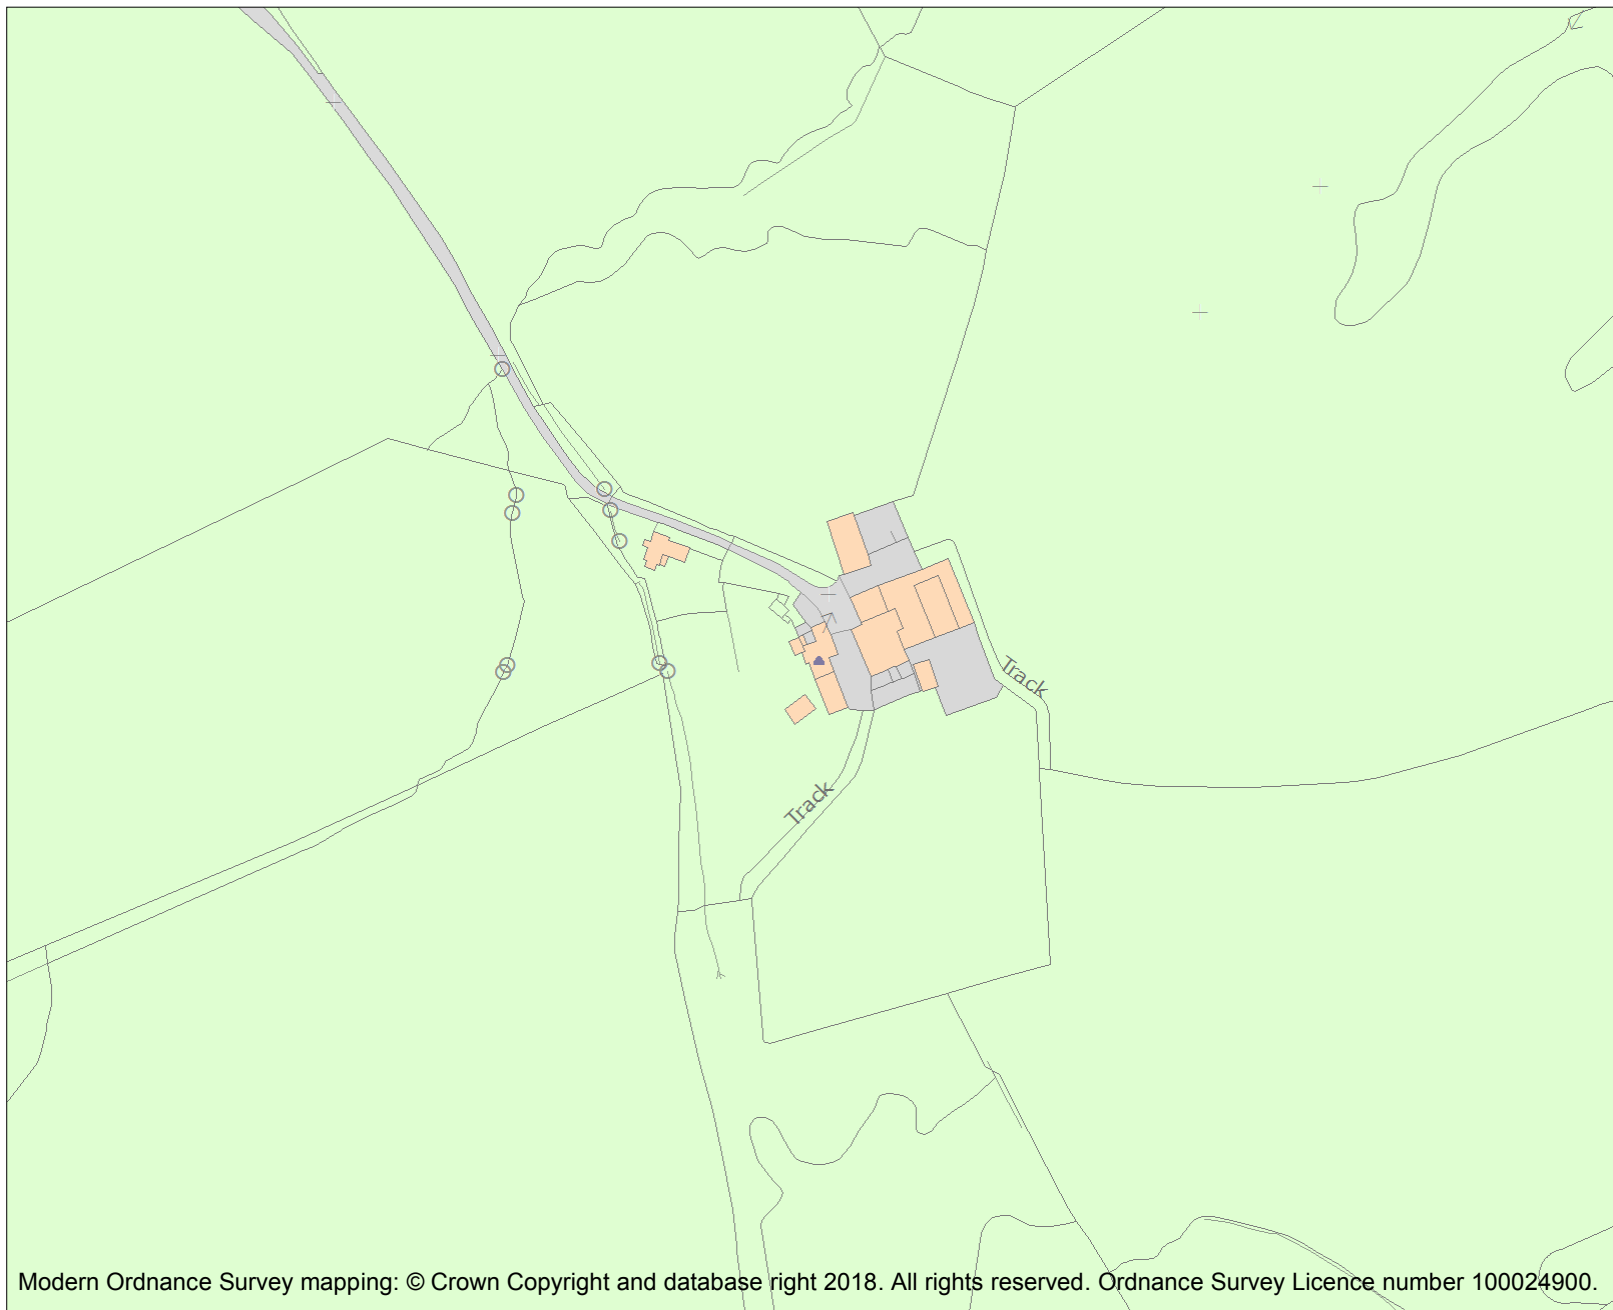 Track
Track
Modern Ordnance Survey mapping: © Crown Copyright and database right 2018. All rights reserved. Ordnance Survey Licence number 100024900.